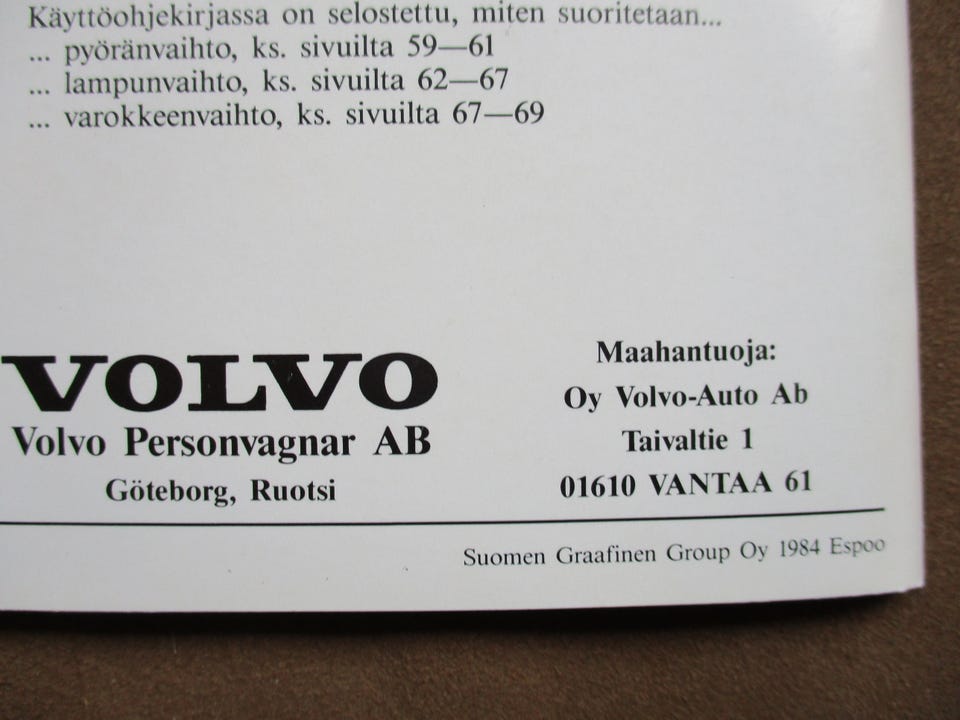 Käyttöohjekirjassa on selostettu, miten suoritetaan...
... pyöränvaihto, ks. sivuilta 59—61
... lampunvaihto, ks. sivuilta 62—67
... varokkeenvaihto, ks. sivuilta 67—69
VOLVO
Volvo Personvagnar AB
Göteborg, Ruotsi
Maahantuoja:
Oy Volvo-Auto Ab
Taivaltie 1
01610 VANTAA 61
Suomen Graafinen Group Oy 1984 Espoo